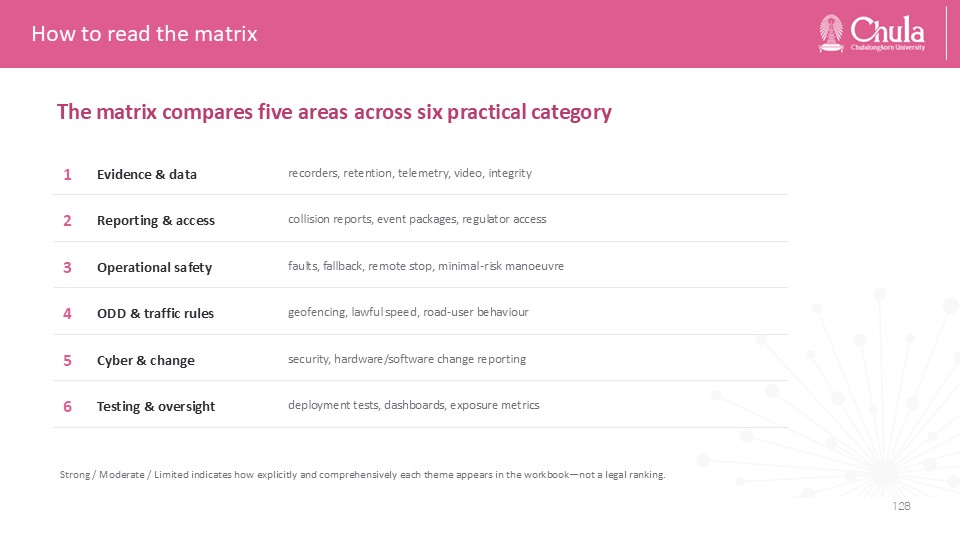 How to read the matrix
Chula
Chulalongkorn University
The matrix compares five areas across six practical category
1 Evidence & data recorders, retention, telemetry, video, integrity
2 Reporting & access collision reports, event packages, regulator access
3 Operational safety faults, fallback, remote stop, minimal-risk manoeuvre
4 ODD & traffic rules geofencing, lawful speed, road-user behaviour
5 Cyber & change security, hardware/software change reporting
6 Testing & oversight deployment tests, dashboards, exposure metrics
Strong / Moderate / Limited indicates how explicitly and comprehensively each theme appears in the workbook—not a legal ranking.
128